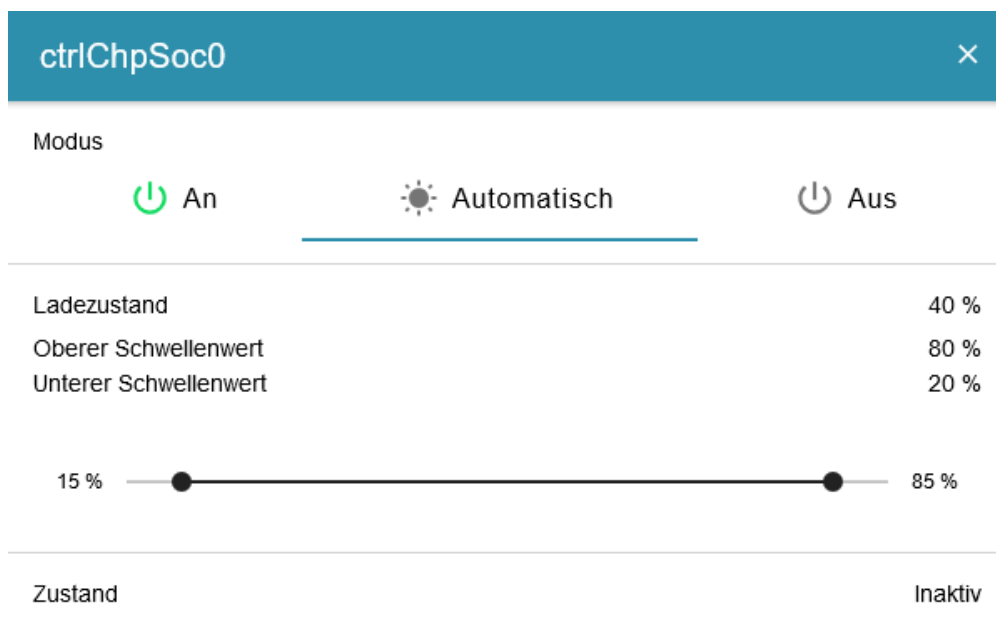 ctrlChpSoc0 ×
Modus
An Automatisch Aus
Ladezustand 40 %
Oberer Schwellenwert 80 %
Unterer Schwellenwert 20 %
15 % 85 %
Zustand Inaktiv